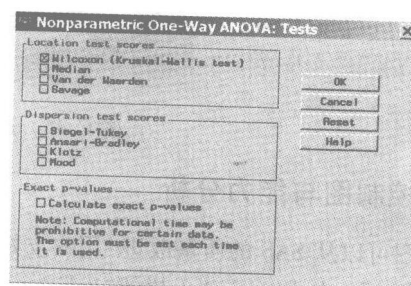 Nonparametric One-Way ANOVA: Tests
Location test scores
Wilcoxon (Kruskal-Wallis test)
Median
Van der Waerden
Savage
Dispersion test scores
Siegel-Tukey
Ansari-Bradley
Klotz
Mood
Exact p-values
Calculate exact p-values
Note: Computational time may be
prohibitive for certain data.
The option must be set each time
it is used.
OK
Cancel
Reset
Help